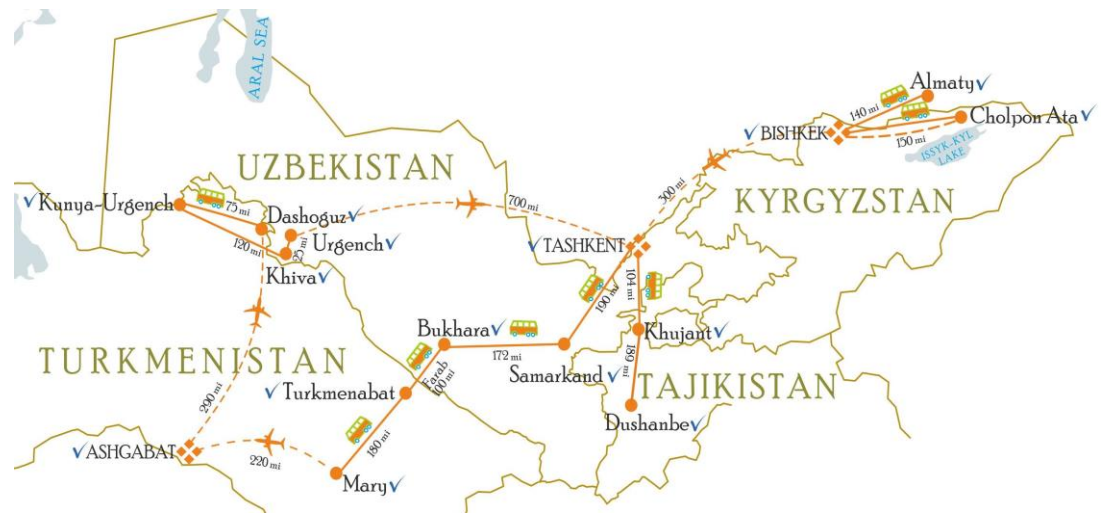 ARAL SEA
Almaty
140 mi
Cholpon Ata
BISHKEK
150 mi
ISSYK-KYL
LAKE
UZBEKISTAN
300 mi
KYRGYZSTAN
Kunya-Urgench
75 mi
Dashoguz
700 mi
Urgench
TASHKENT
120 mi
25 mi
Khiva
104 mi
190 mi
Bukhara
Khujant
172 mi
TURKMENISTAN
Samarkand
189 mi
TAJIKISTAN
Farab
100 mi
Turkmenabat
290 mi
Dushanbe
180 mi
ASHGABAT
220 mi
Mary